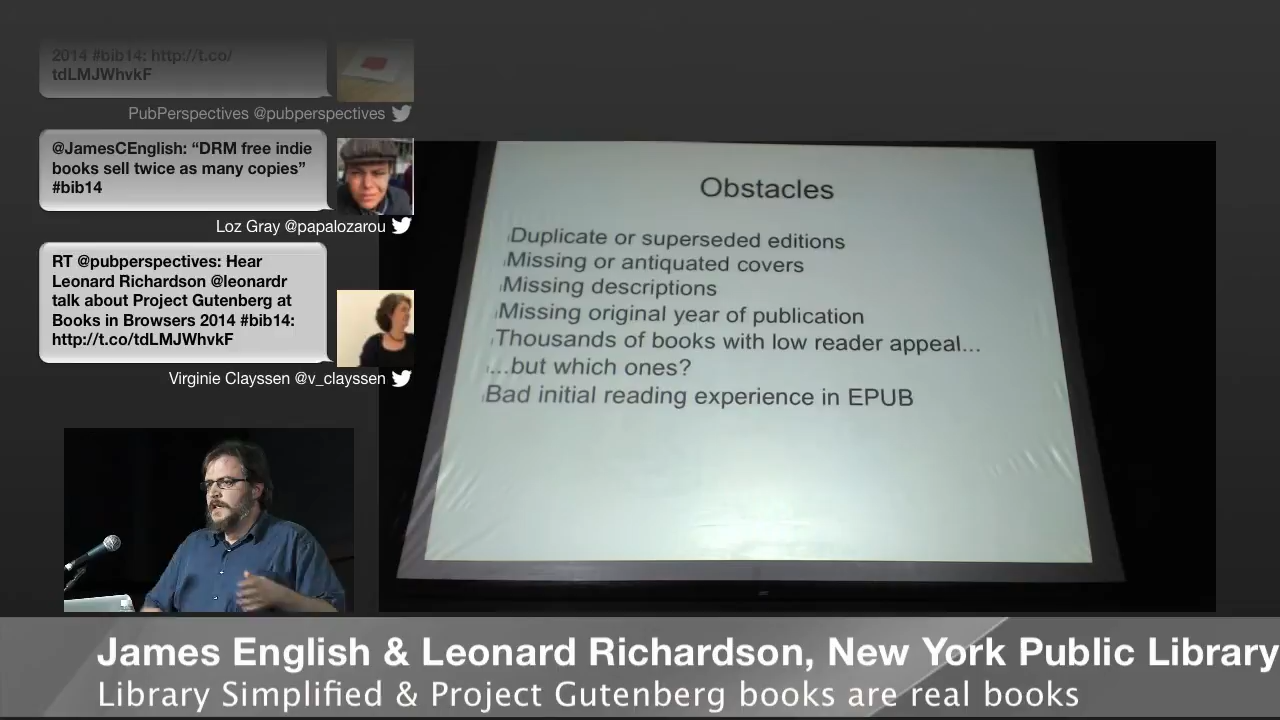 2014 #bib14: http://t.co/
tdLMJWhvkF
PubPerspectives @pubperspectives
@JamesCEnglish: “DRM free indie
books sell twice as many copies”
#bib14
Loz Gray @papalozarou
RT @pubperspectives: Hear
Leonard Richardson @leonardr
talk about Project Gutenberg at
Books in Browsers 2014 #bib14:
http://t.co/tdLMJWhvkF
Virginie Clayssen @v_clayssen
Obstacles
Duplicate or superseded editions
Missing or antiquated covers
Missing descriptions
Missing original year of publication
Thousands of books with low reader appeal...
...but which ones?
Bad initial reading experience in EPUB
James English & Leonard Richardson, New York Public Library
Library Simplified & Project Gutenberg books are real books